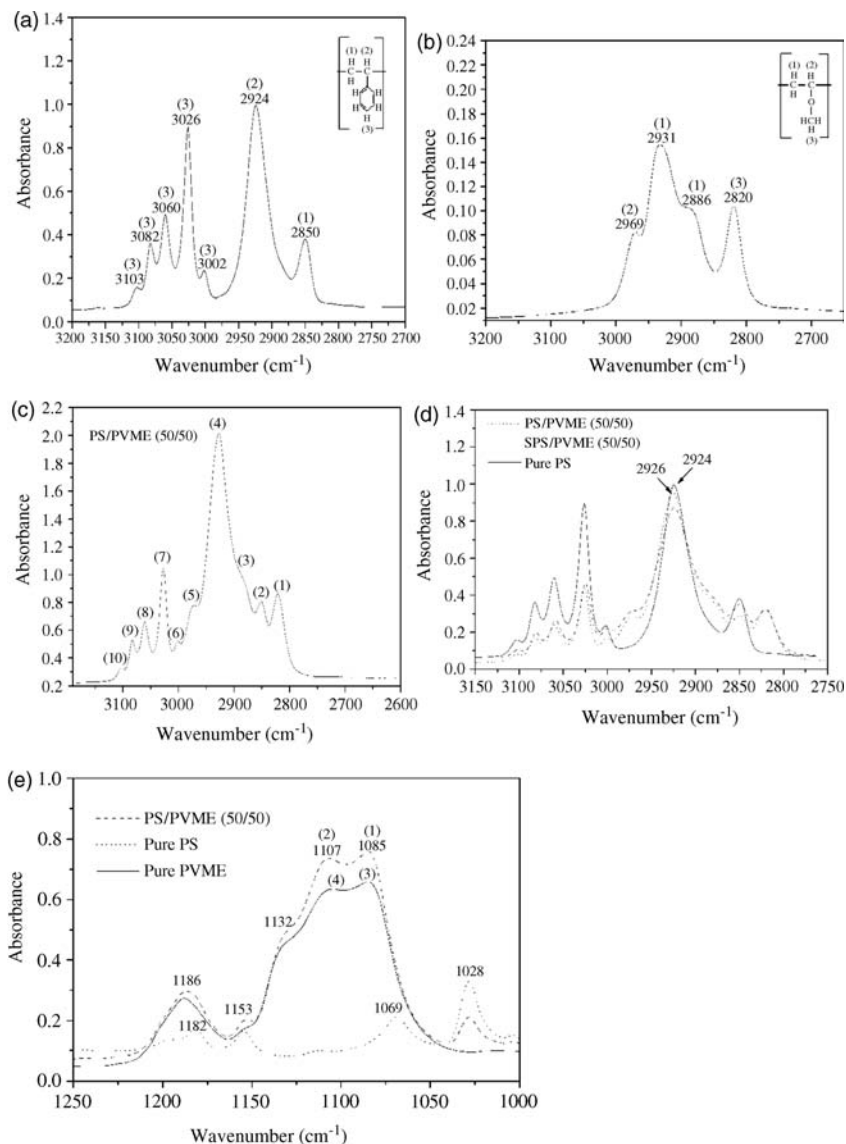 (a)
1.4
1.2
1.0
0.8
0.6
0.4
0.2
0.0
Absorbance
3200 3150 3100 3050 3000 2950 2900 2850 2800 2750 2700
Wavenumber (cm-1)
(3)
3103
(3)
3082
(3)
3060
(3)
3026
(3)
3002
(2)
2924
(1)
2850
(1) (2)
H H
C C
H
H H
H H
H
(3)
(b)
0.24
0.22
0.20
0.18
0.16
0.14
0.12
0.10
0.08
0.06
0.04
0.02
Absorbance
3200 3100 3000 2900 2800 2700
Wavenumber (cm-1)
(2)
2969
(1)
2931
(1)
2886
(3)
2820
(1) (2)
H H
C C
H O
HCH
H
(3)
(c)
2.2
2.0
1.8
1.6
1.4
1.2
1.0
0.8
0.6
0.4
0.2
Absorbance
PS/PVME (50/50)
(10)
(9)
(8)
(7)
(6)
(5)
(4)
(3)
(2)
(1)
3100 3000 2900 2800 2700 2600
Wavenumber (cm-1)
(d)
1.4
1.2
1.0
0.8
0.6
0.4
0.2
0.0
Absorbance
PS/PVME (50/50)
SPS/PVME (50/50)
Pure PS
2926 2924
3150 3100 3050 3000 2950 2900 2850 2800 2750
Wavenumber (cm-1)
(e)
1.0
0.8
0.6
0.4
0.2
0.0
Absorbance
PS/PVME (50/50)
Pure PS
Pure PVME
1186
1182
1153
1132
(2)
1107
(1)
1085
(4)
(3)
1069
1028
1250 1200 1150 1100 1050 1000
Wavenumber (cm-1)